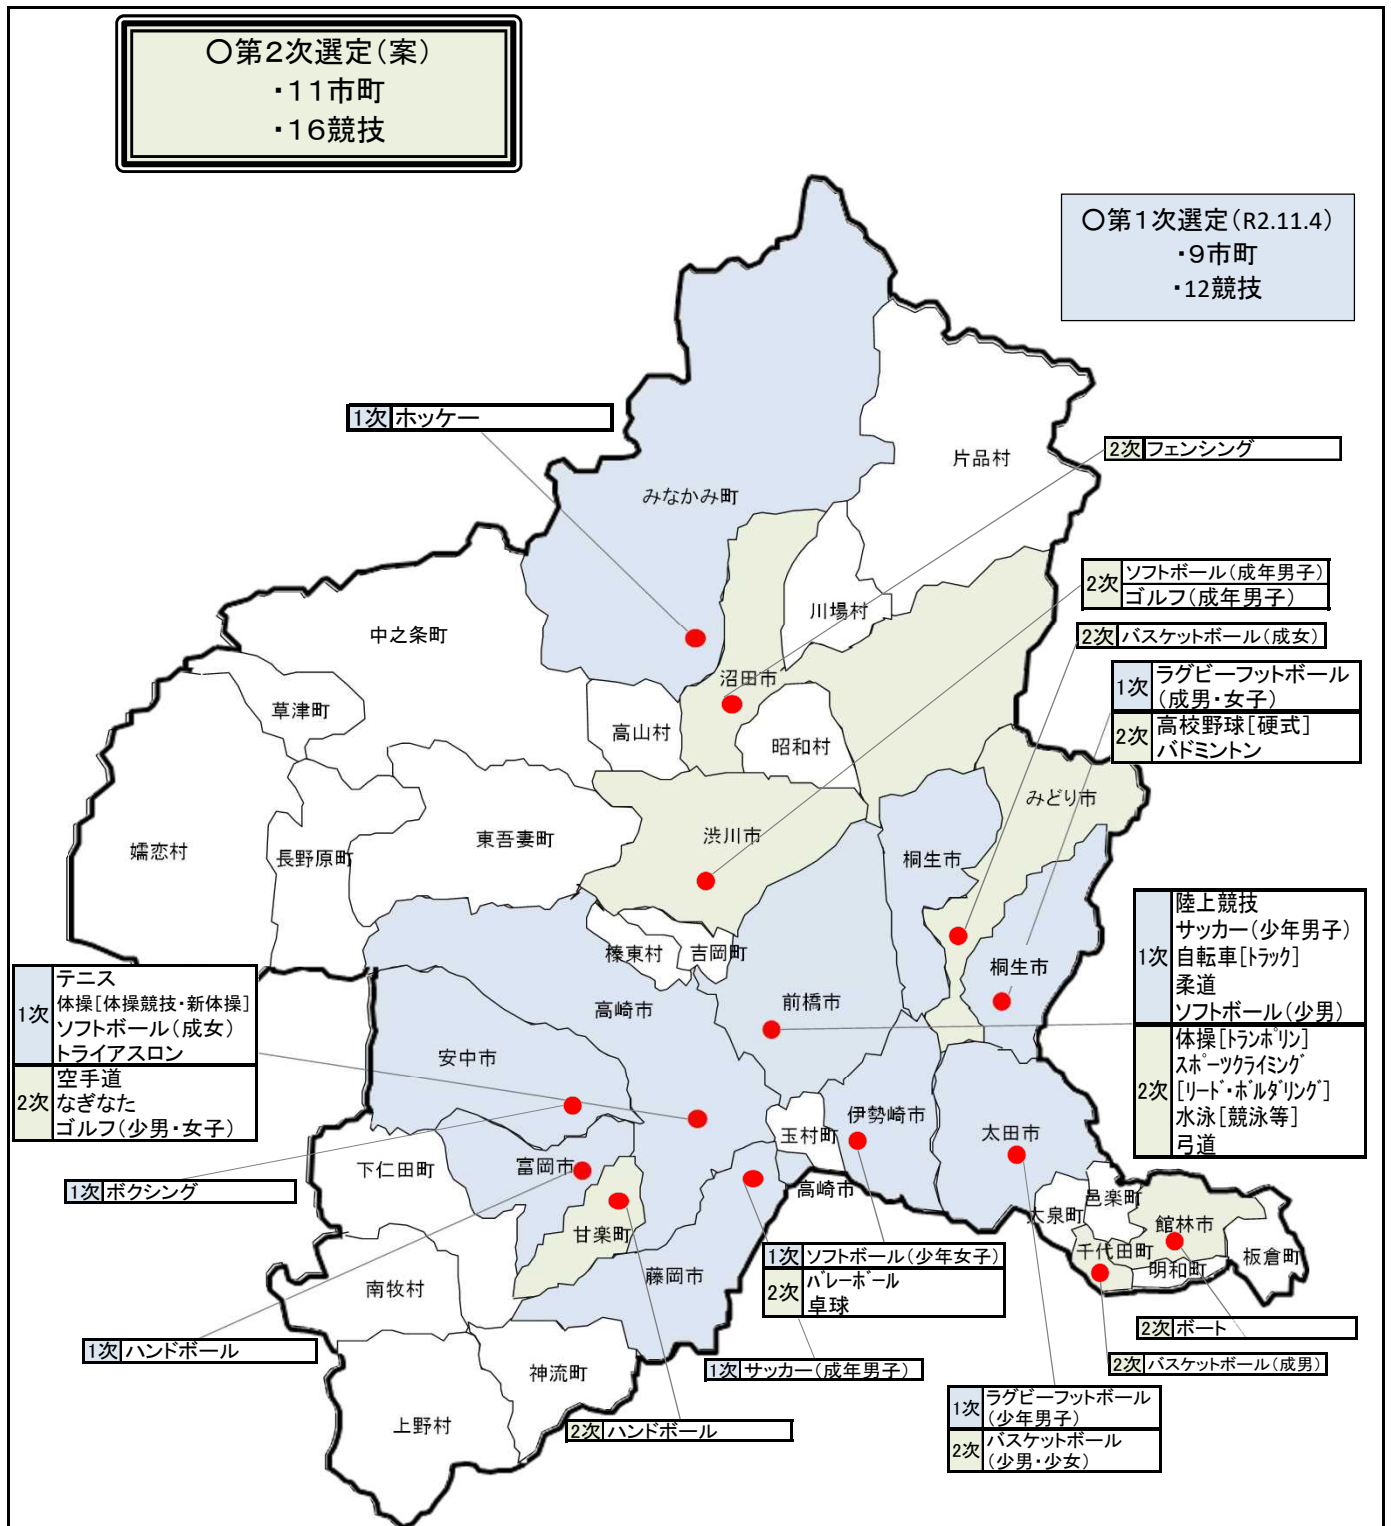 〇第2次選定(案)
・11市町
・16競技
〇第1次選定(R2.11.4)
・9市町
・12競技
1次 ホッケー
2次 フェンシング
片品村
みなかみ町
2次 ソフトボール(成年男子)
ゴルフ(成年男子)
川場村
中之条町
2次 バスケットボール(成女)
沼田市
1次 ラグビーフットボール
(成男・女子)
2次 高校野球[硬式]
バドミントン
草津町
高山村
昭和村
みどり市
渋川市
東吾妻町
嬬恋村
長野原町
桐生市
1次 陸上競技
サッカー(少年男子)
自転車[トラック]
柔道
ソフトボール(少男)
2次 体操[トランポリン]
スポーツクライミング
[リード・ボルダリング]
水泳[競泳等]
弓道
榛東村
吉岡町
桐生市
1次 テニス
体操[体操競技・新体操]
ソフトボール(成女)
トライアスロン
2次 空手道
なぎなた
ゴルフ(少男・女子)
高崎市
前橋市
安中市
伊勢崎市
玉村町
太田市
下仁田町
富岡市
1次 ボクシング
高崎市
邑楽町
大泉町
館林市
甘楽町
千代田町
板倉町
明和町
藤岡市
1次 ソフトボール(少年女子)
2次 バレーボール
卓球
南牧村
2次 ボート
1次 ハンドボール
2次 バスケットボール(成男)
神流町
1次 サッカー(成年男子)
上野村
2次 ハンドボール
1次 ラグビーフットボール
(少年男子)
2次 バスケットボール
(少男・少女)